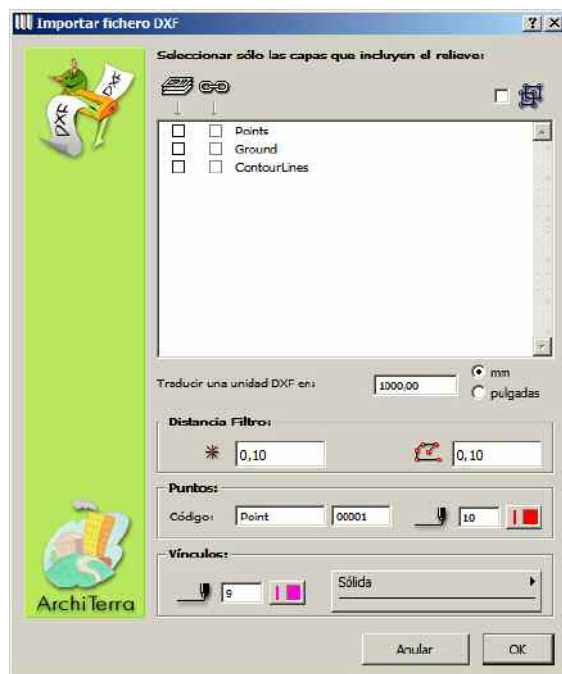 Importar fichero DXF
Seleccionar sólo las capas que incluyen el relieve:
DXF
DXF
Points
Ground
ContourLines
Traducir una unidad DXF en:
1000,00
mm
pulgadas
Distancia Filtro:
0,10
0,10
Puntos:
Código:
Point
00001
10
Vínculos:
9
Sólida
ArchiTerra
Anular
OK